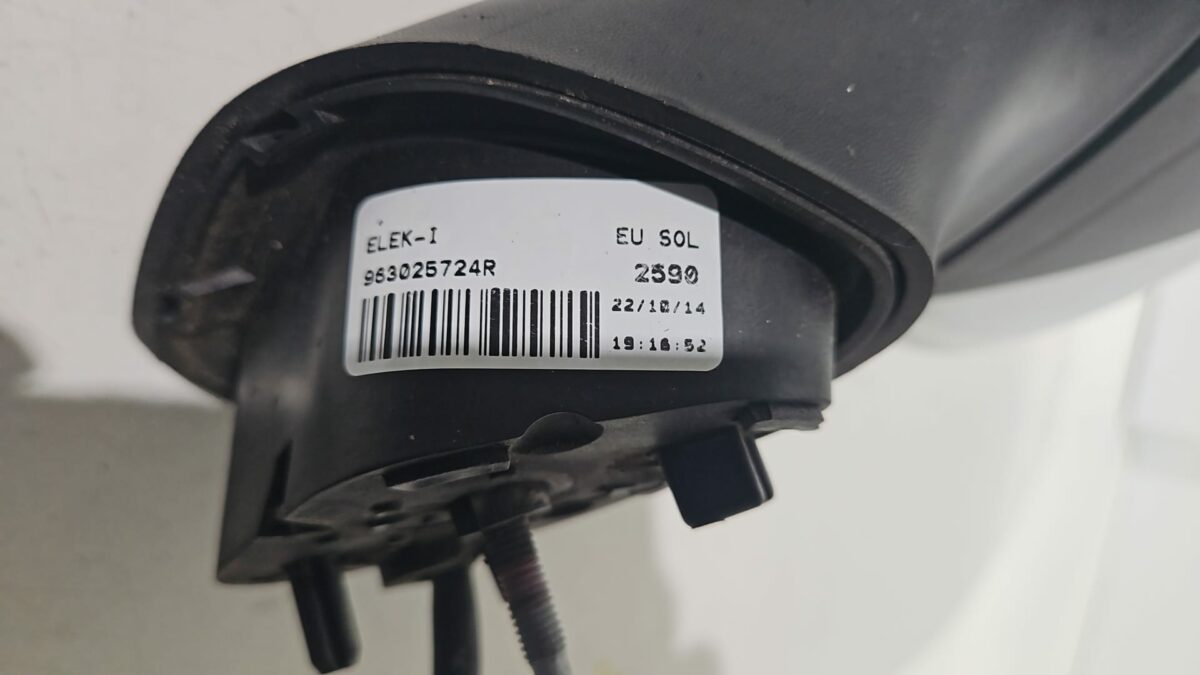 ELEK-I
EU SOL
963025724R
2590
22/10/14
19:16:52